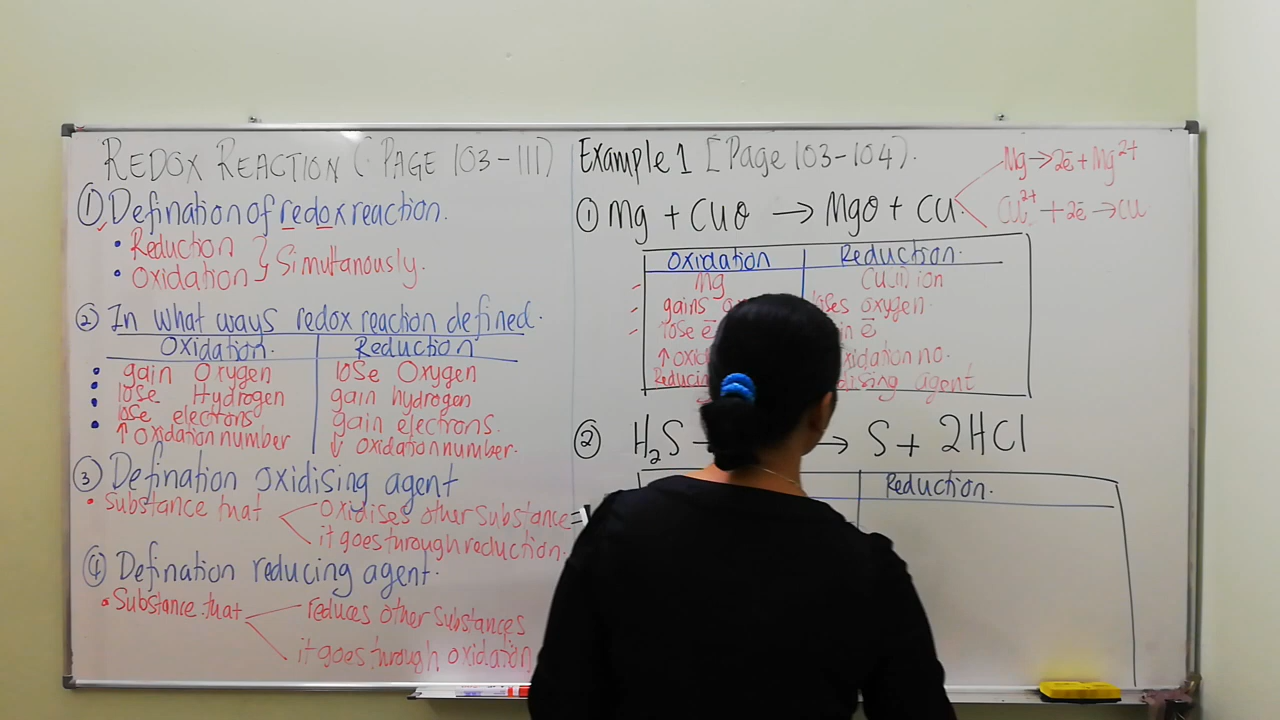 REDOX REACTION (PAGE 103-111)
① Defination of redox reaction.
• Reduction
• Oxidation
Simutanously.
② In what ways redox reaction defined.
Oxidation. Reduction
• gain Oxygen lose Oxygen
• lose Hydrogen gain hydrogen
• lose electrons gain electrons.
• ↑ Oxidation number ↓ Oxidation number.
③ Defination Oxidising agent
• Substance that
Oxidises other substance
it goes through reduction.
④ Defination reducing agent.
• Substance that
reduces other substances
it goes through oxidation
Example 1 [Page 103-104).
Mg → 2ē + Mg²⁺
Cu²⁺ + 2ē → Cu
① Mg + CuO → MgO + Cu.
Oxidation Reduction.
- Mg Cu(II) ion
- gains loses oxygen.
- lose ē ē
↑ oxidation no.
Reducing agent
② H₂S → S + 2HCl
Reduction.